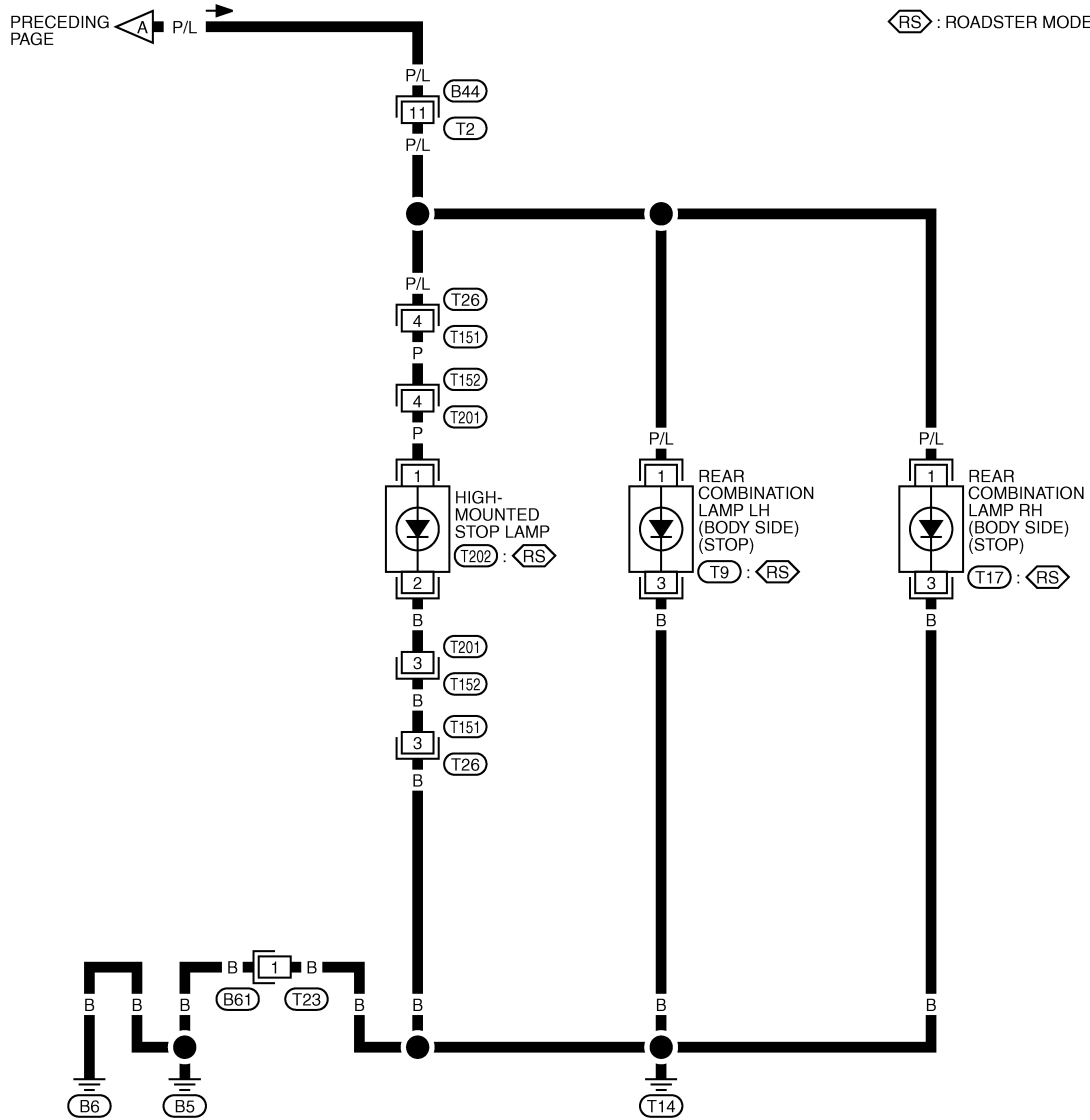 PRECEDING
PAGE
A
P/L
RS : ROADSTER MODE
P/L
B44
11
T2
P/L
P/L
T26
4
T151
P
T152
4
T201
P
P/L
P/L
1
HIGH-
MOUNTED
STOP LAMP
T202 : RS
2
B
1
REAR
COMBINATION
LAMP LH
(BODY SIDE)
(STOP)
T9 : RS
3
B
1
REAR
COMBINATION
LAMP RH
(BODY SIDE)
(STOP)
T17 : RS
3
B
T201
3
T152
B
T151
3
T26
B
B 1 B
B61 T23
B B B B B B B
B6 B5 T14